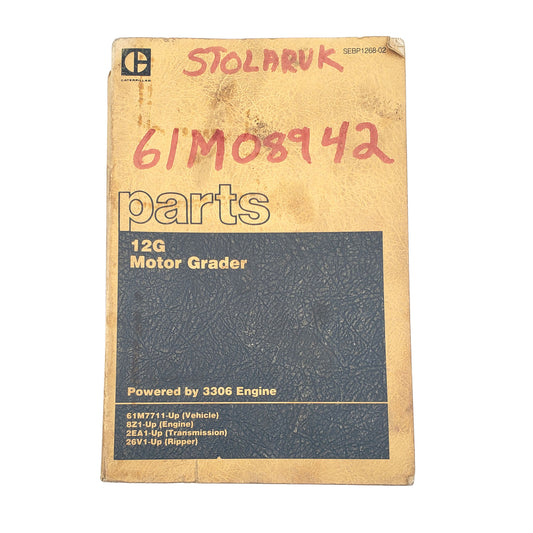 SEBP1268-02
CATERPILLAR
STOLARUK
61M08942
parts
12G
Motor Grader
Powered by 3306 Engine
61M7711-Up (Vehicle)
8Z1-Up (Engine)
2EA1-Up (Transmission)
26V1-Up (Ripper)